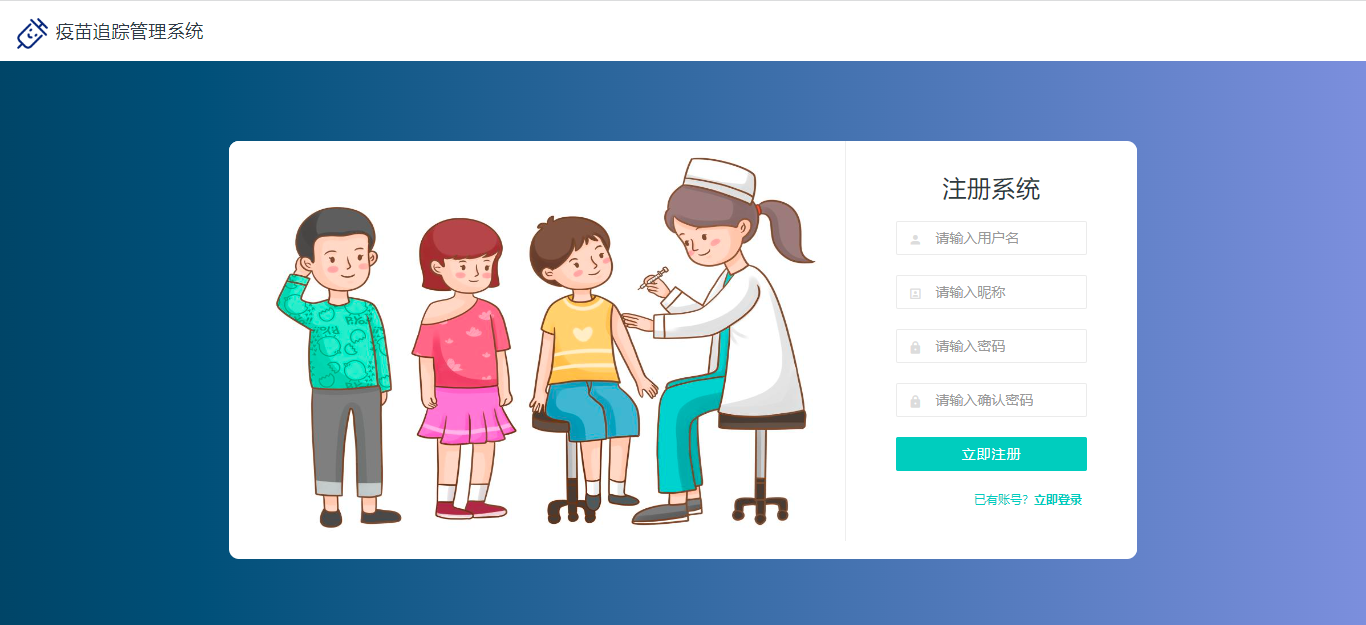 疫苗追踪管理系统
注册系统
请输入用户名
请输入昵称
请输入密码
请输入确认密码
立即注册
已有账号? 立即登录